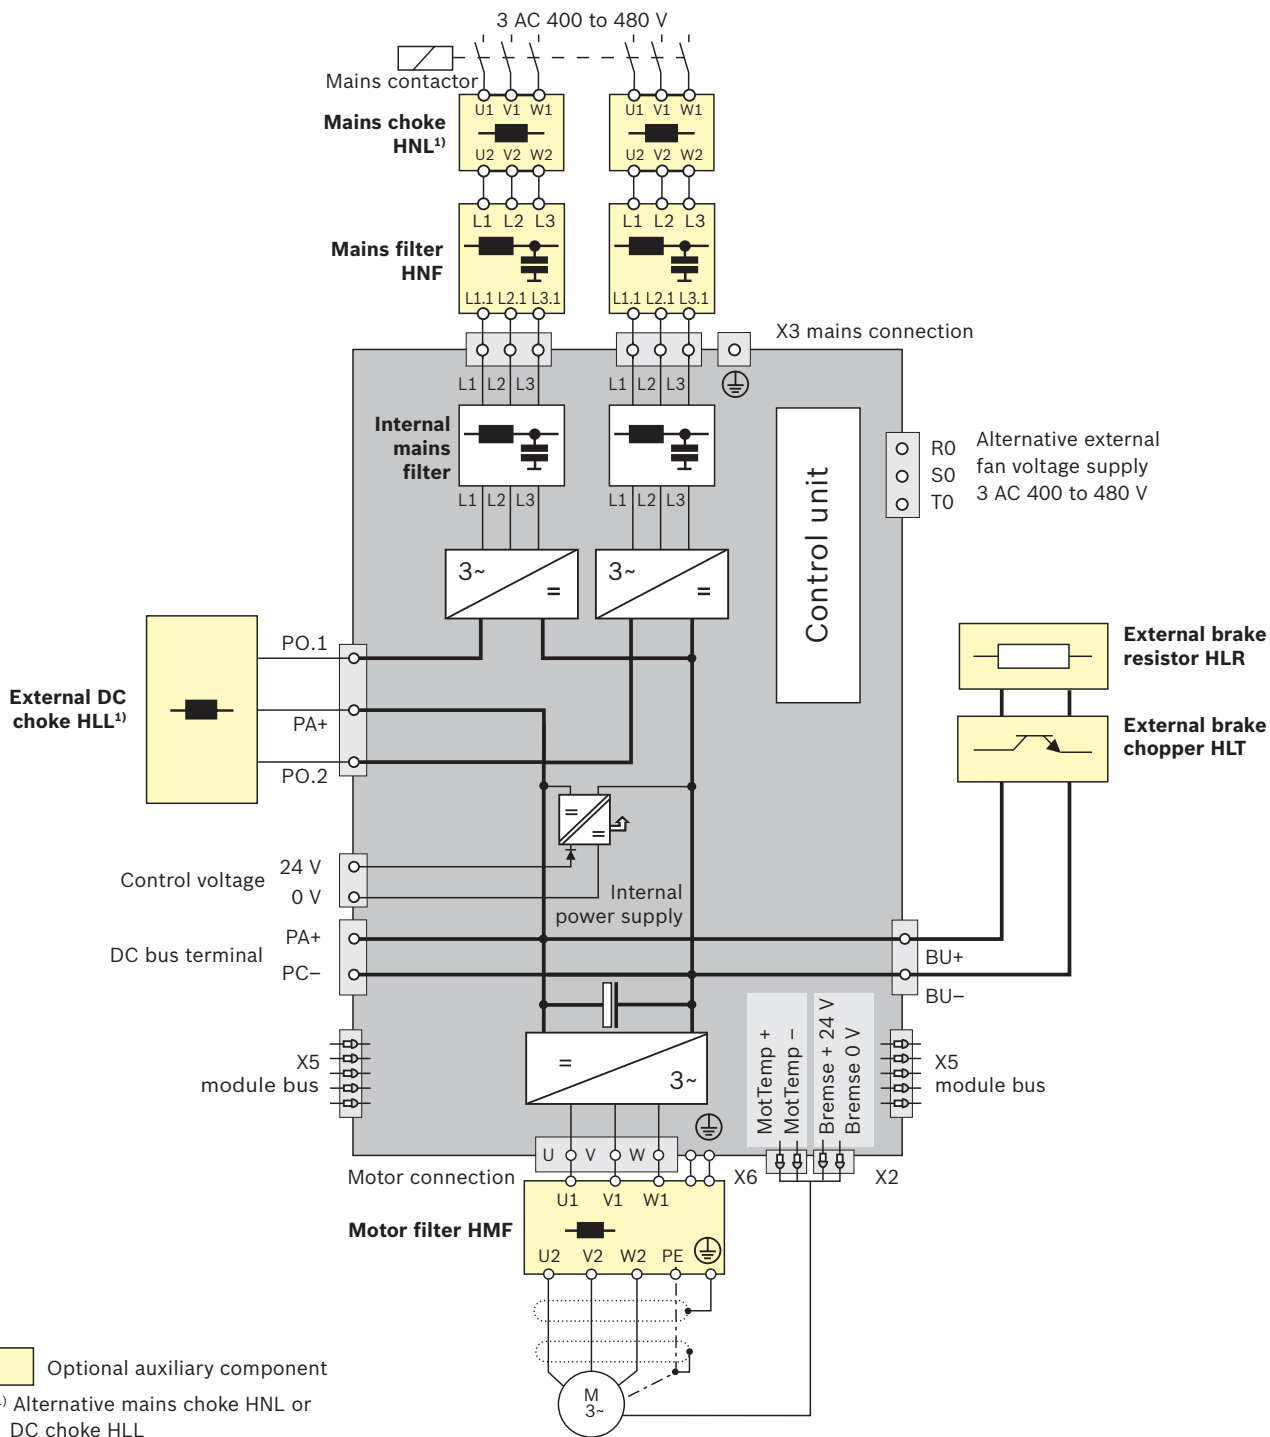 3 AC 400 to 480 V
Mains contactor
U1 V1 W1
U1 V1 W1
Mains choke
HNL¹⁾
U2 V2 W2
U2 V2 W2
L1 L2 L3
L1 L2 L3
Mains filter
HNF
L1.1 L2.1 L3.1
L1.1 L2.1 L3.1
X3 mains connection
L1 L2 L3
L1 L2 L3
Internal
mains
filter
L1 L2 L3
L1 L2 L3
Control unit
R0
S0
T0
Alternative external
fan voltage supply
3 AC 400 to 480 V
3~ =
3~ =
PO.1
PA+
PO.2
External DC
choke HLL¹⁾
External brake
resistor HLR
External brake
chopper HLT
= =
Control voltage
24 V
0 V
Internal
power supply
DC bus terminal
PA+
PC–
BU+
BU–
X5
module bus
= 3~
MotTemp +
MotTemp –
Bremse + 24 V
Bremse 0 V
X5
module bus
U V W
Motor connection
X6
X2
U1 V1 W1
Motor filter HMF
U2 V2 W2 PE
M
3~
Optional auxiliary component
¹⁾ Alternative mains choke HNL or
DC choke HLL